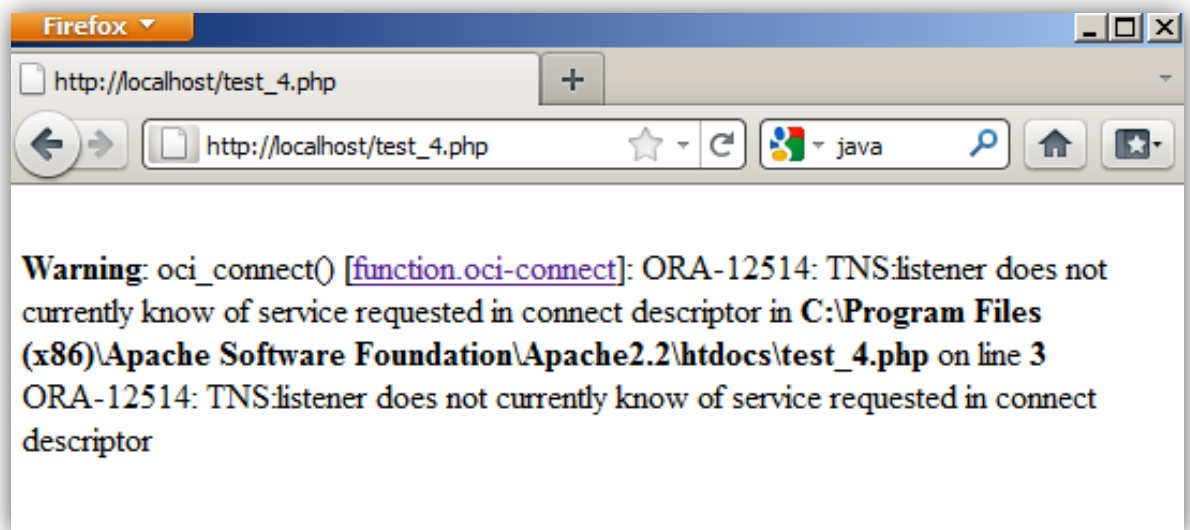 Firefox
http://localhost/test_4.php
http://localhost/test_4.php
java
Warning: oci_connect() [function.oci-connect]: ORA-12514: TNS:listener does not
currently know of service requested in connect descriptor in C:\Program Files
(x86)\Apache Software Foundation\Apache2.2\htdocs\test_4.php on line 3
ORA-12514: TNS:listener does not currently know of service requested in connect
descriptor